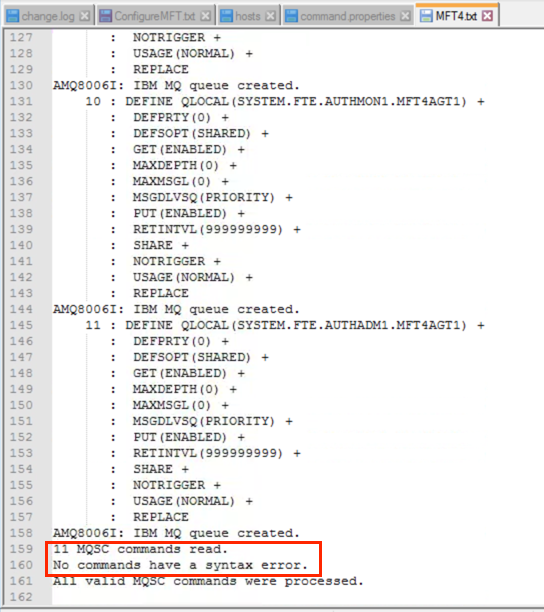 change.log ConfigureMFT.txt hosts command.properties MFT4.txt
127 : NOTRIGGER +
128 : USAGE(NORMAL) +
129 : REPLACE
130 AMQ8006I: IBM MQ queue created.
131 10 : DEFINE QLOCAL(SYSTEM.FTE.AUTHMON1.MFT4AGT1) +
132 : DEFPRTY(0) +
133 : DEFSOPT(SHARED) +
134 : GET(ENABLED) +
135 : MAXDEPTH(0) +
136 : MAXMSGL(0) +
137 : MSGDLVSQ(PRIORITY) +
138 : PUT(ENABLED) +
139 : RETINTVL(999999999) +
140 : SHARE +
141 : NOTRIGGER +
142 : USAGE(NORMAL) +
143 : REPLACE
144 AMQ8006I: IBM MQ queue created.
145 11 : DEFINE QLOCAL(SYSTEM.FTE.AUTHADM1.MFT4AGT1) +
146 : DEFPRTY(0) +
147 : DEFSOPT(SHARED) +
148 : GET(ENABLED) +
149 : MAXDEPTH(0) +
150 : MAXMSGL(0) +
151 : MSGDLVSQ(PRIORITY) +
152 : PUT(ENABLED) +
153 : RETINTVL(999999999) +
154 : SHARE +
155 : NOTRIGGER +
156 : USAGE(NORMAL) +
157 : REPLACE
158 AMQ8006I: IBM MQ queue created.
159 11 MQSC commands read.
160 No commands have a syntax error.
161 All valid MQSC commands were processed.
162